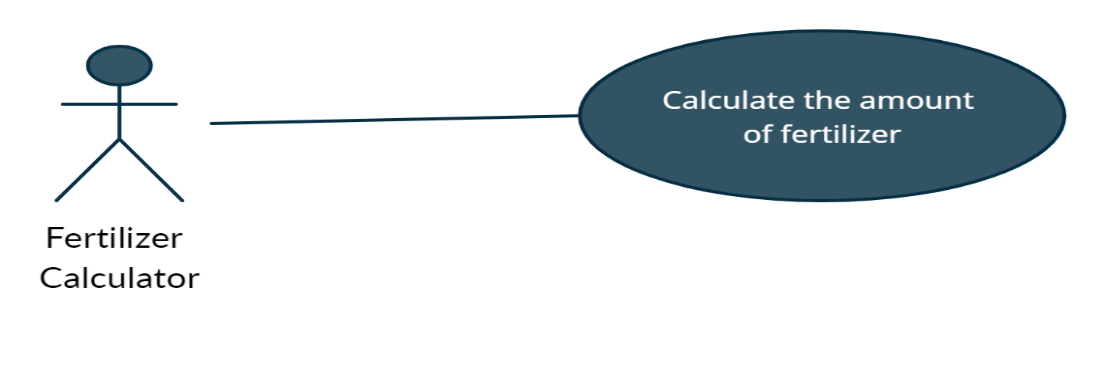 Calculate the amount
of fertilizer
Fertilizer
Calculator